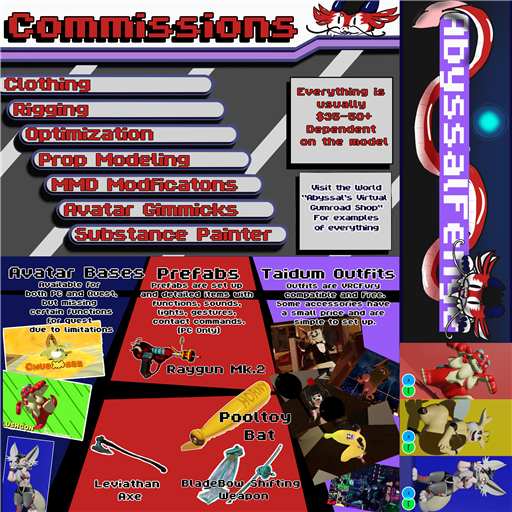 Commissions
Clothing
Rigging
Optimization
Prop Modeling
MMD Modficatons
Avatar Gimmicks
Substance Painter
Everything is
usually
$35-50+
Dependent
on the model
Visit the World
"Abyssal's Virtual
Gumroad Shop"
For examples
of everything
Avatar Bases
Available for
both PC and Quest,
but missing
certain functions
for quest
due to limitations
Prefabs
Prefabs are set up
and detailed items with
functions, sounds,
lights, gestures,
contact commands.
(PC Only)
Raygun Mk.2
Pooltoy
Bat
Leviathan
Axe
BladeBow Shifting
Weapon
Taidum Outfits
Outfits are VRCFury
compatible and Free.
Some accessories have
a small price and are
simple to set up.